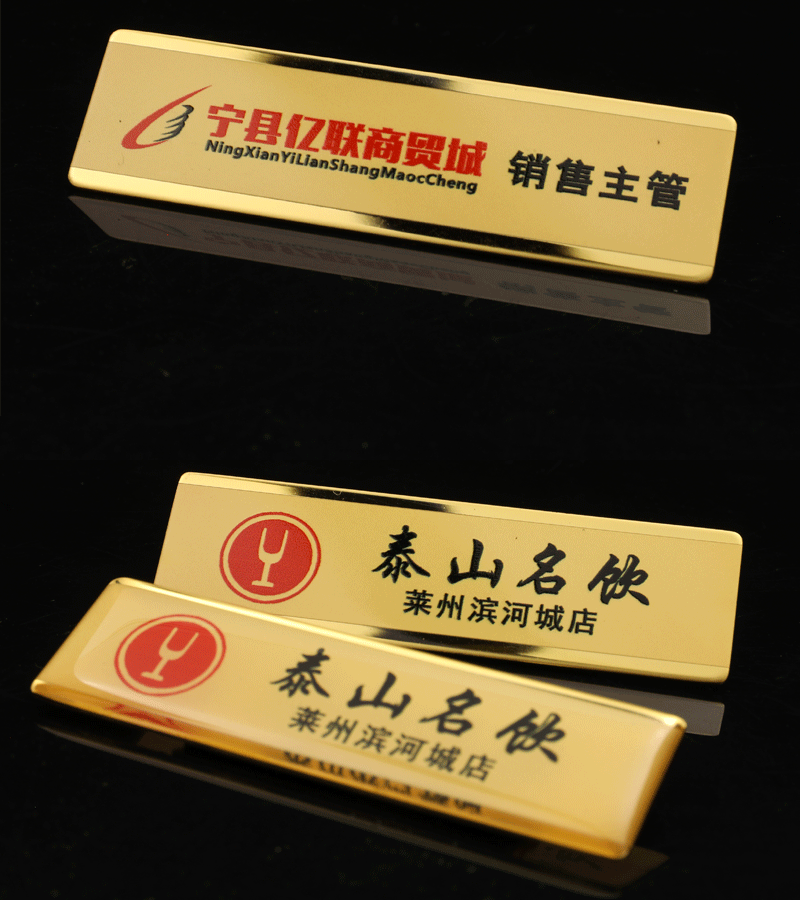 宁县亿联商贸城 销售主管
NingXianYiLianShangMaocCheng
泰山名饮
莱州滨河城店
泰山名饮
莱州滨河城店